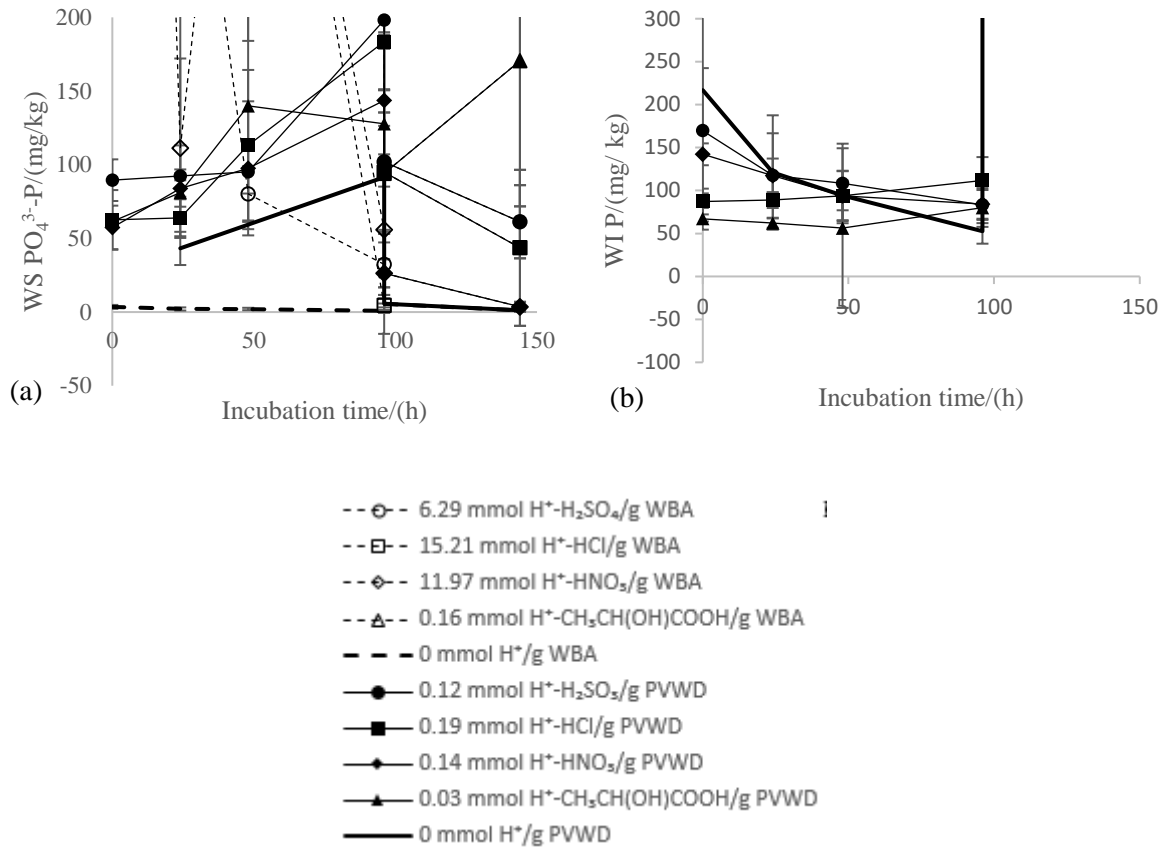 200
150
100
50
0
-50
0 50 100 150
WS PO₄³⁻-P/(mg/kg)
Incubation time/(h)
(a)
300
250
200
150
100
50
0
-50
-100
0 50 100 150
WI P/(mg/ kg)
Incubation time/(h)
(b)
6.29 mmol H⁺-H₂SO₄/g WBA
15.21 mmol H⁺-HCl/g WBA
11.97 mmol H⁺-HNO₃/g WBA
0.16 mmol H⁺-CH₃CH(OH)COOH/g WBA
0 mmol H⁺/g WBA
0.12 mmol H⁺-H₂SO₃/g PVWD
0.19 mmol H⁺-HCl/g PVWD
0.14 mmol H⁺-HNO₃/g PVWD
0.03 mmol H⁺-CH₃CH(OH)COOH/g PVWD
0 mmol H⁺/g PVWD